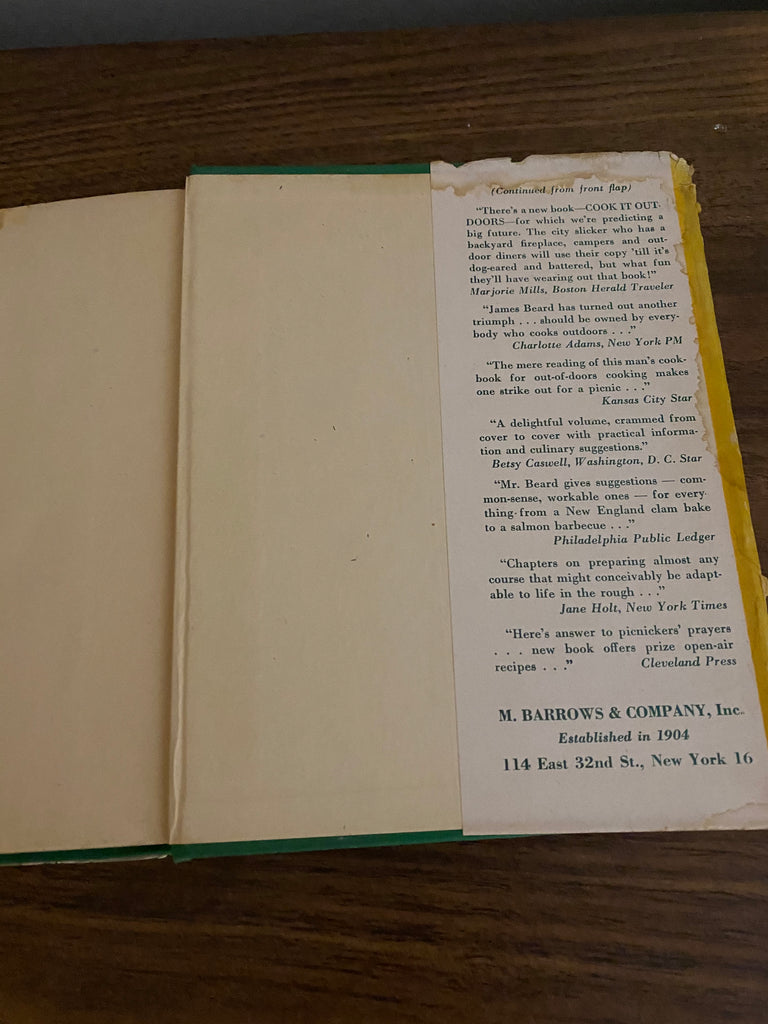 (Continued from front flap)
"There's a new book—COOK IT OUT-
DOORS—for which we're predicting a
big future. The city slicker who has a
backyard fireplace, campers and out-
door diners will use their copy 'till it's
dog-eared and battered, but what fun
they'll have wearing out that book!"
Marjorie Mills, Boston Herald Traveler
"James Beard has turned out another
triumph . . . should be owned by every-
body who cooks outdoors . . ."
Charlotte Adams, New York PM
"The mere reading of this man's cook-
book for out-of-doors cooking makes
one strike out for a picnic . . ."
Kansas City Star
"A delightful volume, crammed from
cover to cover with practical informa-
tion and culinary suggestions."
Betsy Caswell, Washington, D. C. Star
"Mr. Beard gives suggestions — com-
mon-sense, workable ones — for every-
thing from a New England clam bake
to a salmon barbecue . . ."
Philadelphia Public Ledger
"Chapters on preparing almost any
course that might conceivably be adapt-
able to life in the rough . . ."
Jane Holt, New York Times
"Here's answer to picnickers' prayers
. . . new book offers prize open-air
recipes . . ." Cleveland Press
M. BARROWS & COMPANY, Inc.
Established in 1904
114 East 32nd St., New York 16